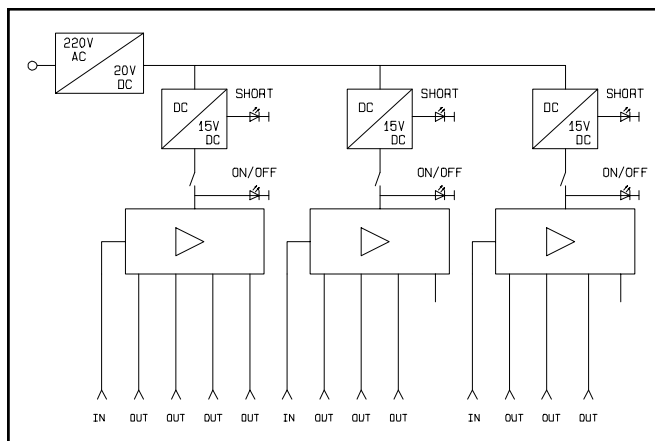 220V
AC
20V
DC
DC
15V
DC
SHORT
DC
15V
DC
SHORT
DC
15V
DC
SHORT
ON/OFF
ON/OFF
ON/OFF
IN OUT OUT OUT OUT IN OUT OUT OUT IN OUT OUT OUT